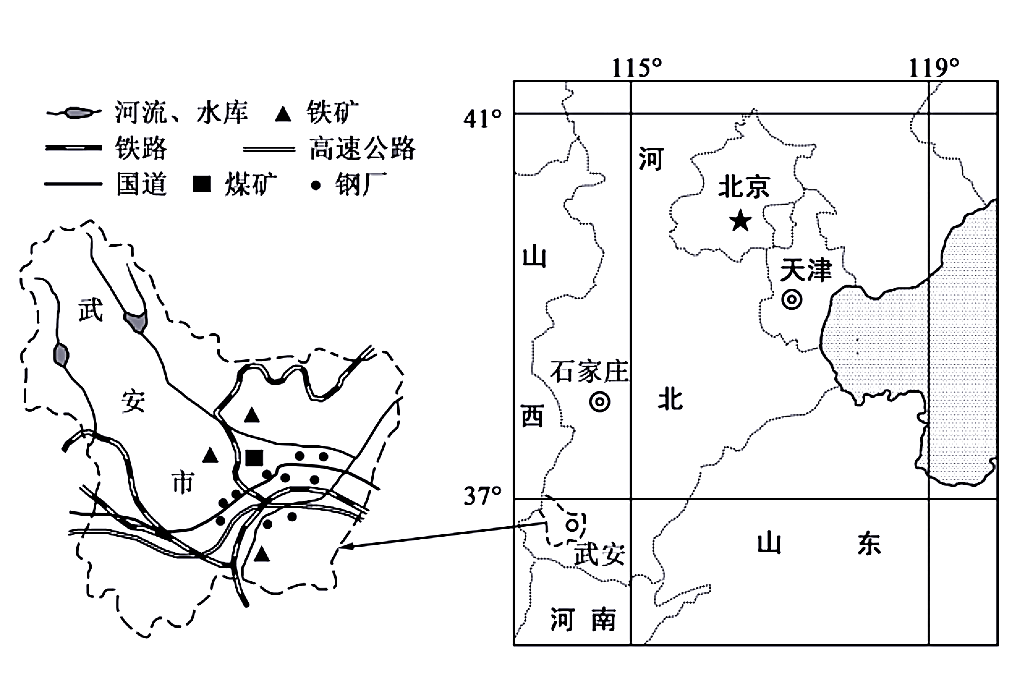 115° 119°
41°
37°
河流、水库 铁矿
铁路 高速公路
国道 煤矿 钢厂
武
安
市
河
北京
山
天津
石家庄
西
北
武安
山 东
河南